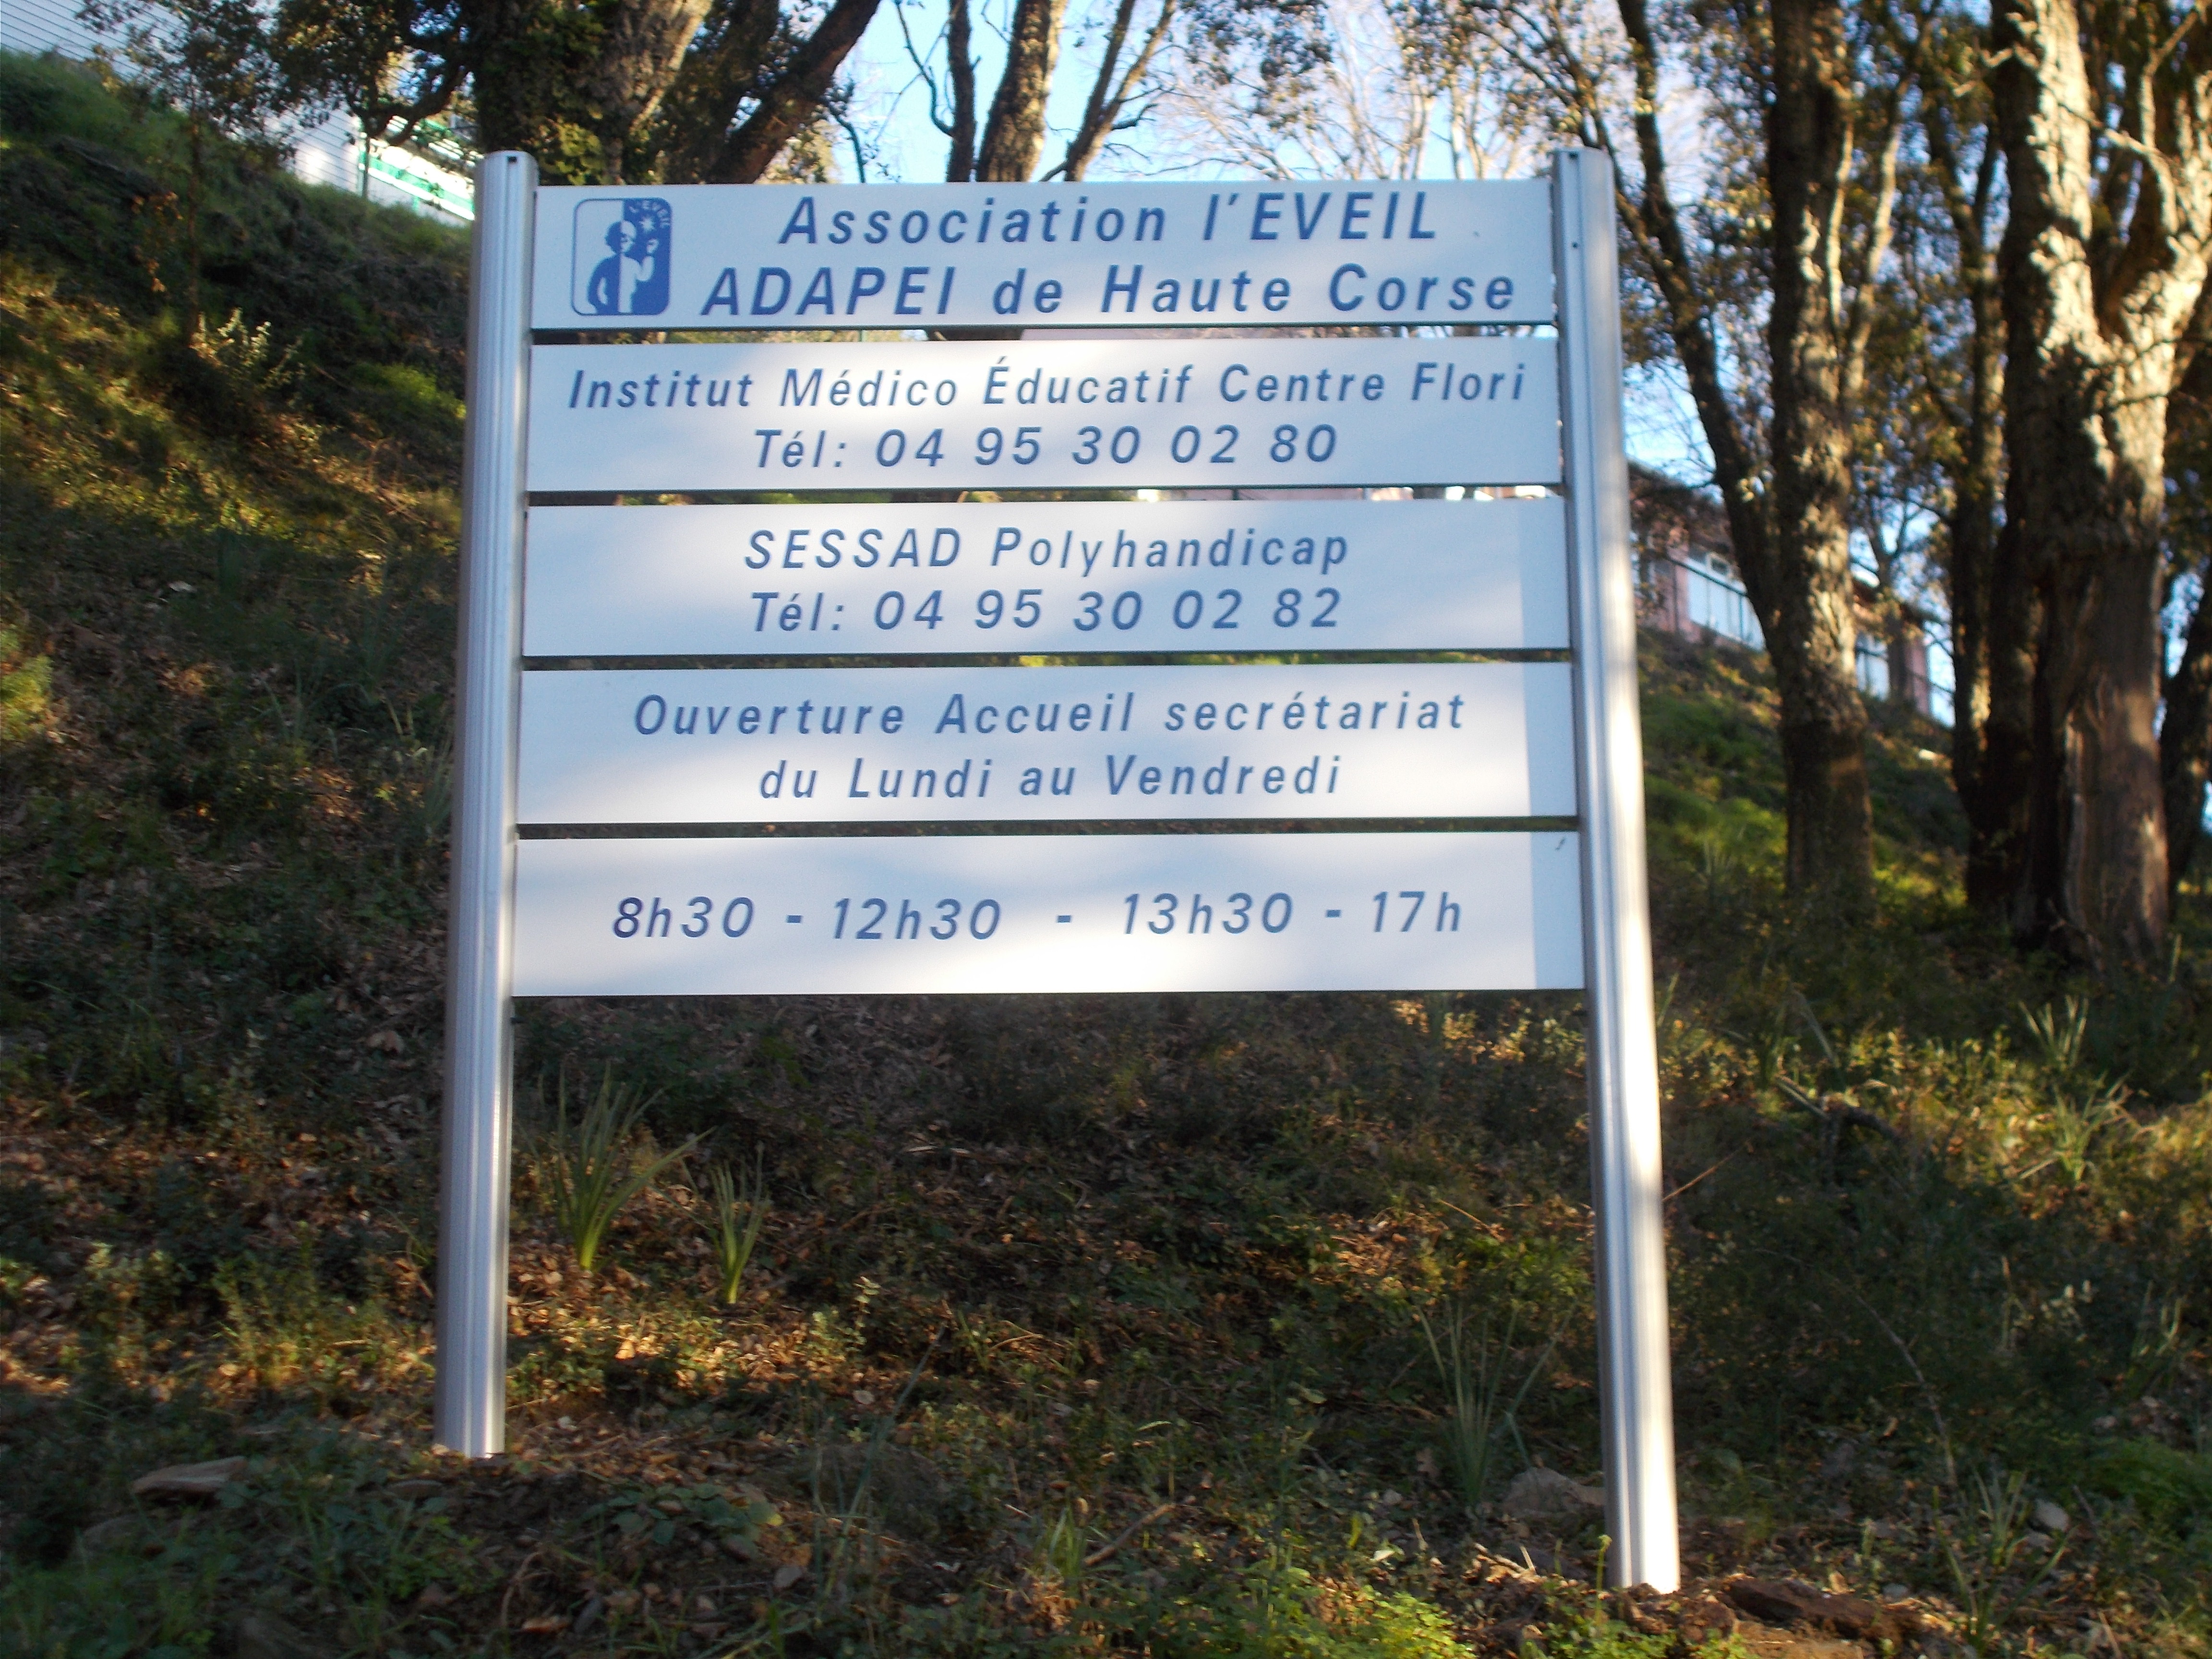 L'EVEIL
Association l'EVEIL
ADAPEI de Haute Corse
Institut Médico Éducatif Centre Flori
Tél: 04 95 30 02 80
SESSAD Polyhandicap
Tél: 04 95 30 02 82
Ouverture Accueil secrétariat
du Lundi au Vendredi
8h30 - 12h30 - 13h30 - 17h